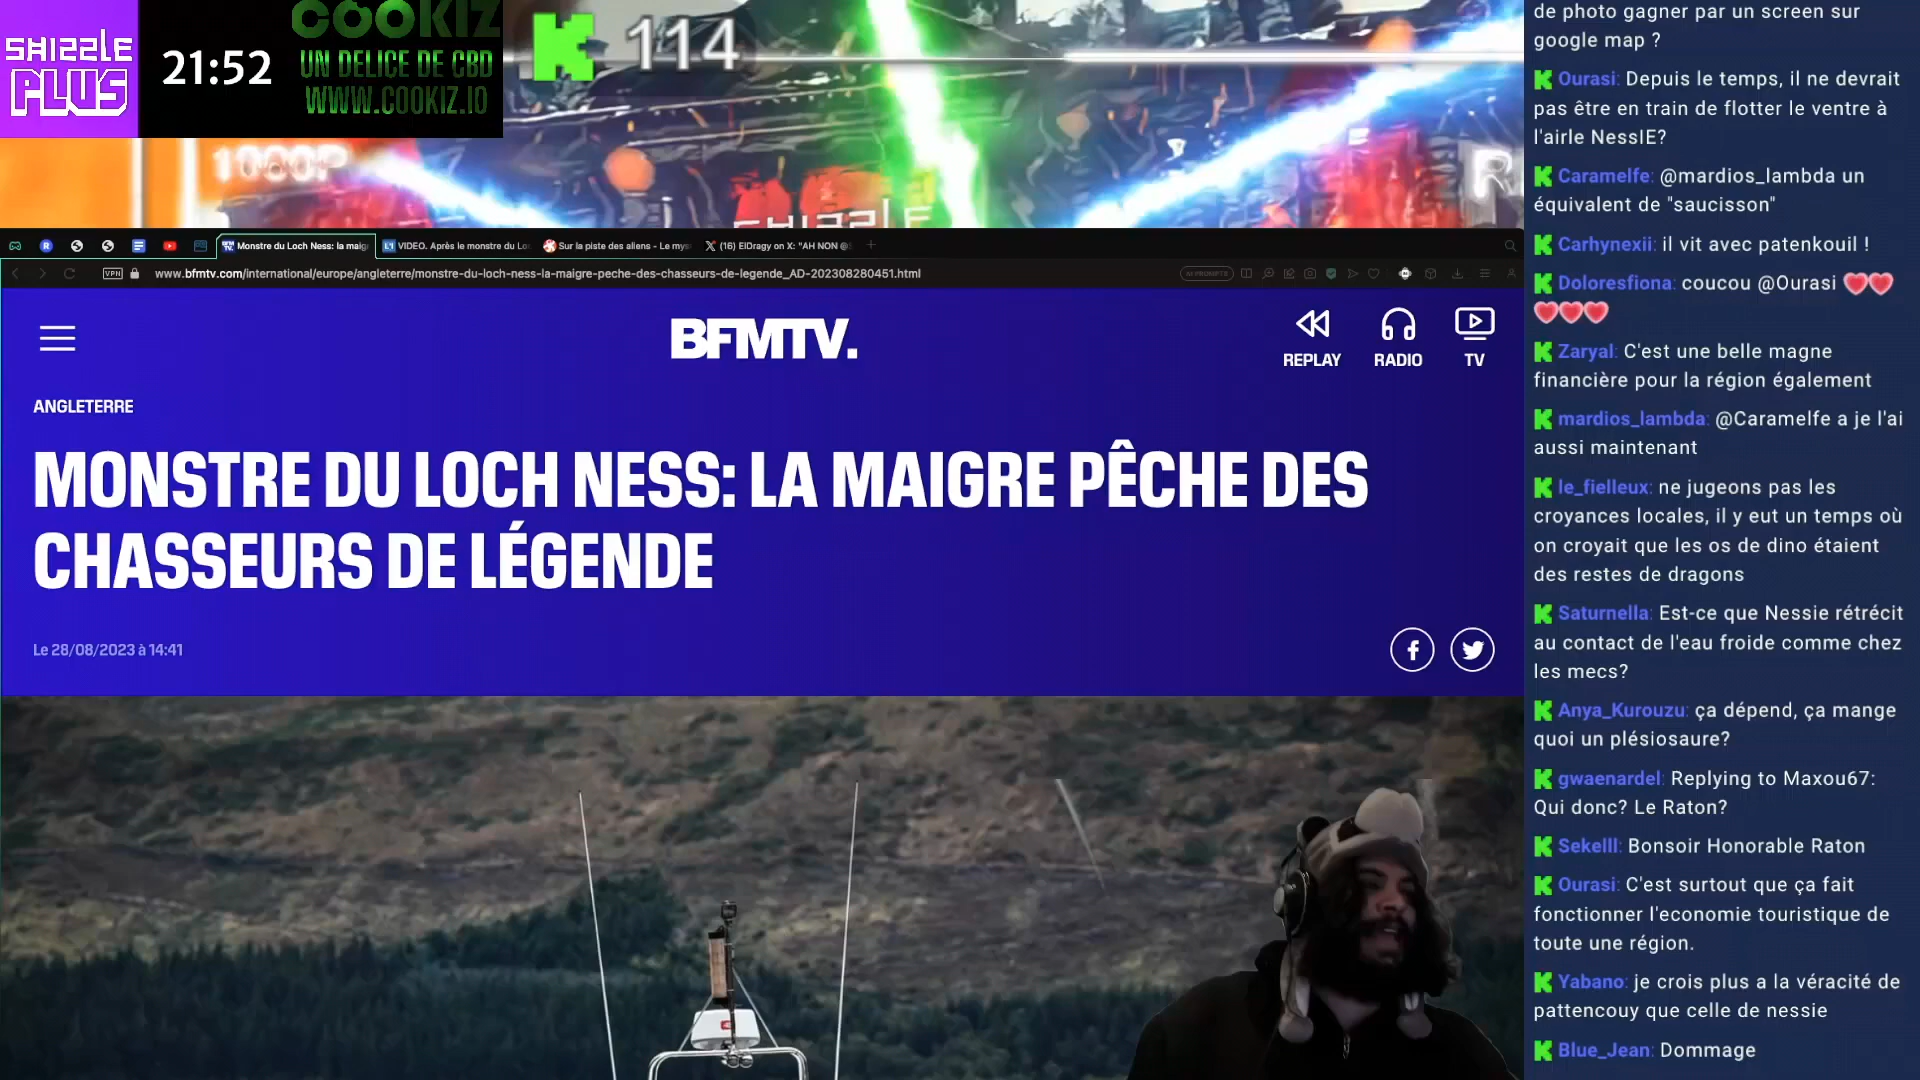 SHIZZLE
PLUS
21:52
COOKIZ
UN DELICE DE CBD
WWW.COOKIZ.IO
114
1080P
SHIZZLE
R
Monstre du Loch Ness: la maig
VIDEO. Après le monstre du Lo
Sur la piste des aliens - Le mys
(16) ElDragy on X: "AH NON @
VPN
www.bfmtv.com/international/europe/angleterre/monstre-du-loch-ness-la-maigre-peche-des-chasseurs-de-legende_AD-202308280451.html
AI PROMPTS
BFMTV.
REPLAY
RADIO
TV
ANGLETERRE
MONSTRE DU LOCH NESS: LA MAIGRE PÊCHE DES
CHASSEURS DE LÉGENDE
Le 28/08/2023 à 14:41
de photo gagner par un screen sur
google map ?
Ourasi: Depuis le temps, il ne devrait
pas être en train de flotter le ventre à
l'airle NessIE?
Caramelfe: @mardios_lambda un
équivalent de "saucisson"
Carhynexii: il vit avec patenkouil !
Doloresfiona: coucou @Ourasi
Zaryal: C'est une belle magne
financière pour la région également
mardios_lambda: @Caramelfe a je l'ai
aussi maintenant
le_fielleux: ne jugeons pas les
croyances locales, il y eut un temps où
on croyait que les os de dino étaient
des restes de dragons
Saturnella: Est-ce que Nessie rétrécit
au contact de l'eau froide comme chez
les mecs?
Anya_Kurouzu: ça dépend, ça mange
quoi un plésiosaure?
gwaenardel: Replying to Maxou67:
Qui donc? Le Raton?
Sekelll: Bonsoir Honorable Raton
Ourasi: C'est surtout que ça fait
fonctionner l'economie touristique de
toute une région.
Yabano: je crois plus a la véracité de
pattencouy que celle de nessie
Blue_Jean: Dommage